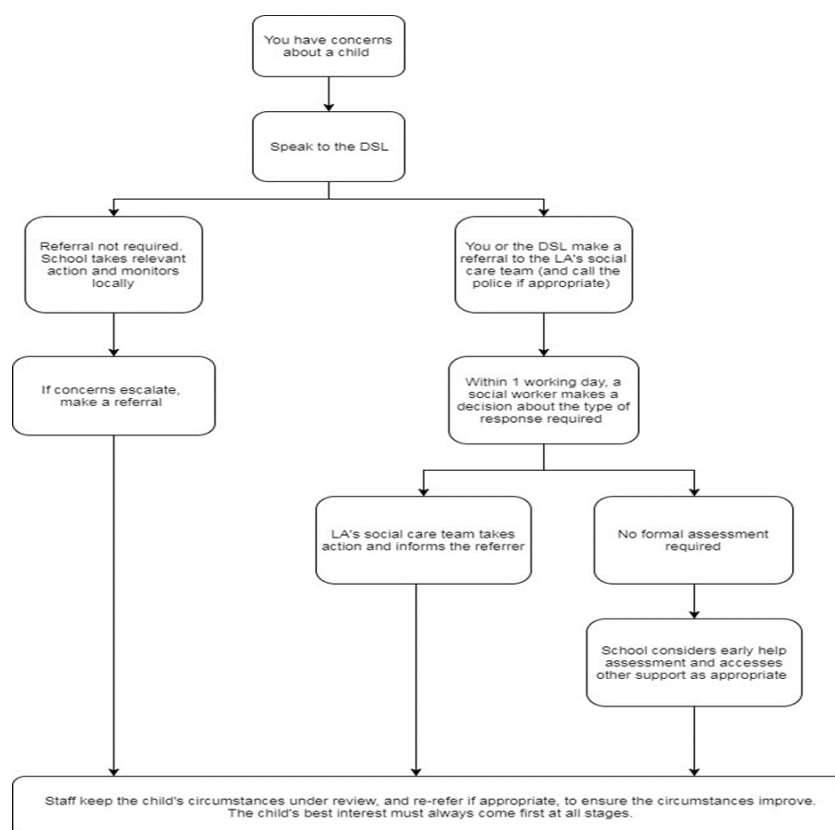 You have concerns
about a child
Speak to the DSL
Referral not required.
School takes relevant
action and monitors
locally
You or the DSL make a
referral to the LA's social
care team (and call the
police if appropriate)
If concerns escalate,
make a referral
Within 1 working day, a
social worker makes a
decision about the type of
response required
LA's social care team takes
action and informs the referrer
No formal assessment
required
School considers early help
assessment and accesses
other support as appropriate
Staff keep the child's circumstances under review, and re-refer if appropriate, to ensure the circumstances improve.
The child's best interest must always come first at all stages.